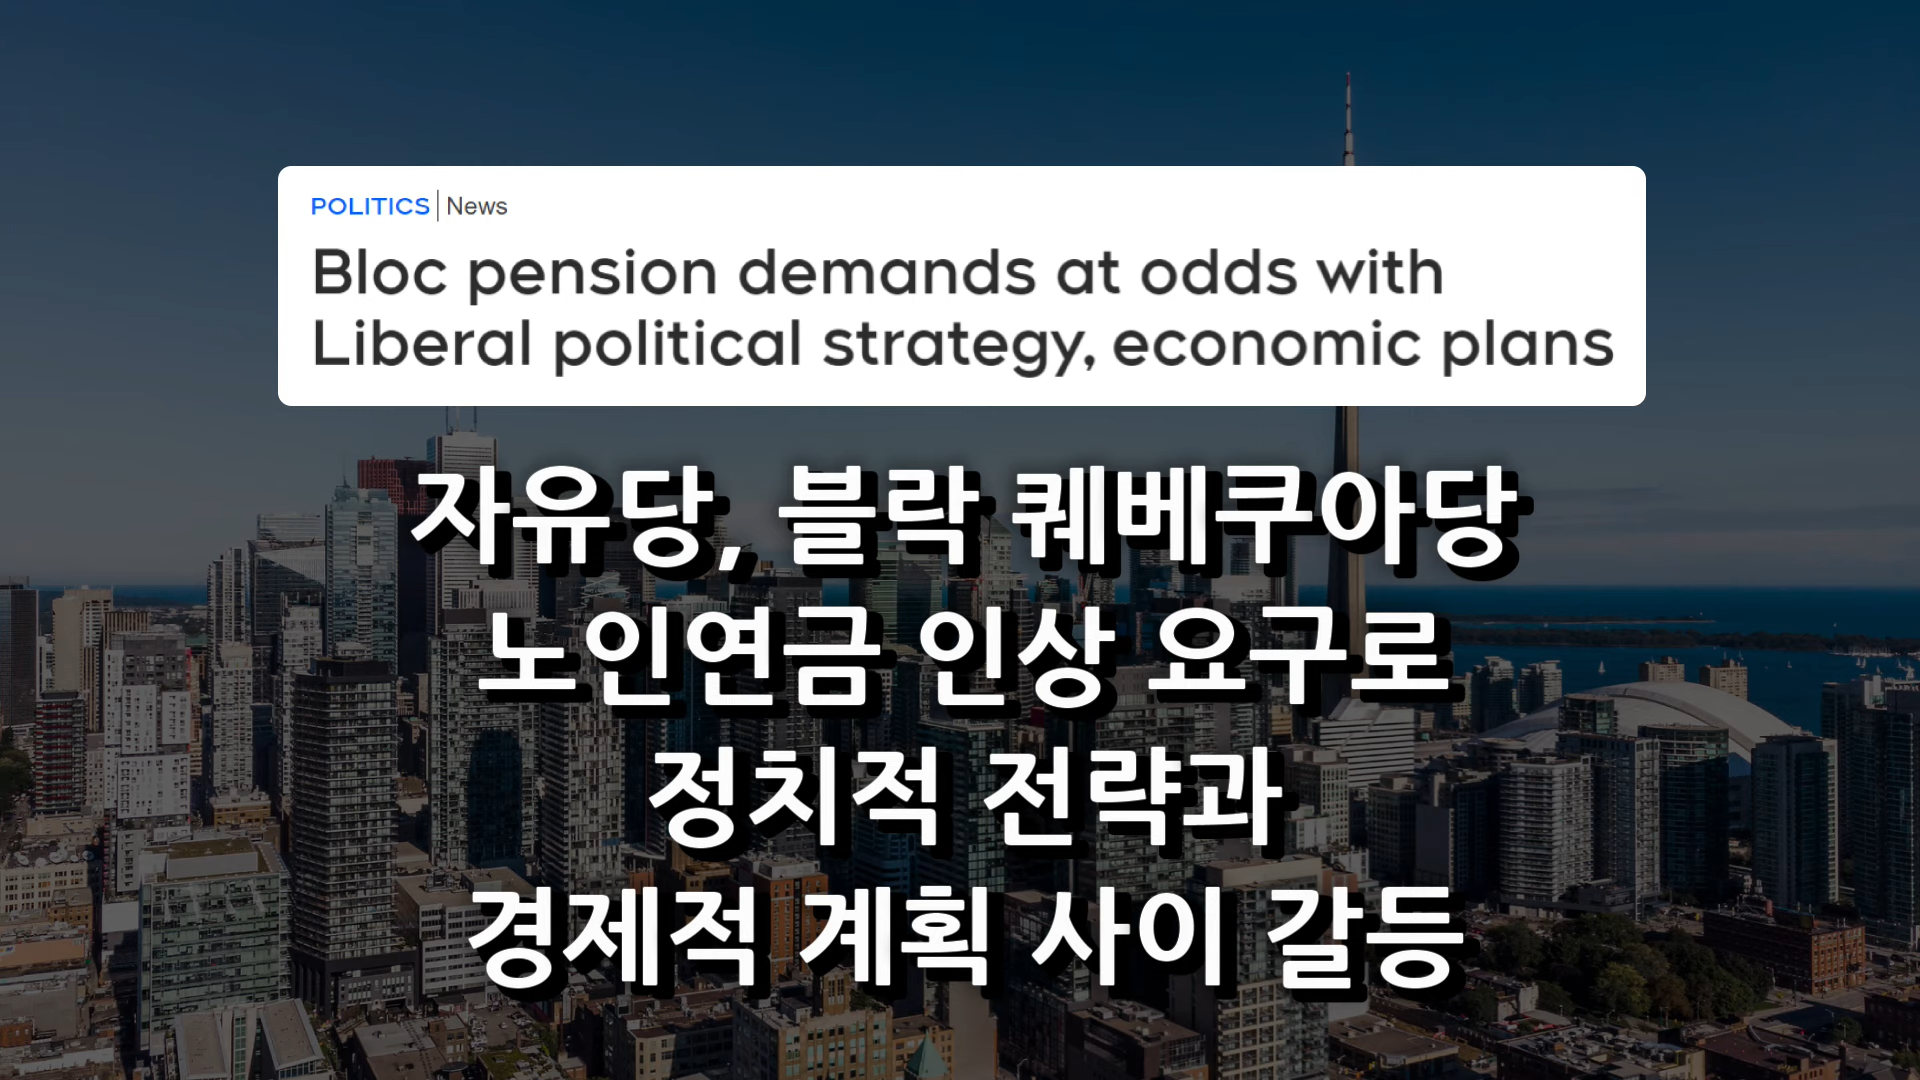 POLITICS | News
Bloc pension demands at odds with
Liberal political strategy, economic plans
자유당, 블락 퀘베쿠아당
노인연금 인상 요구로
정치적 전략과
경제적 계획 사이 갈등